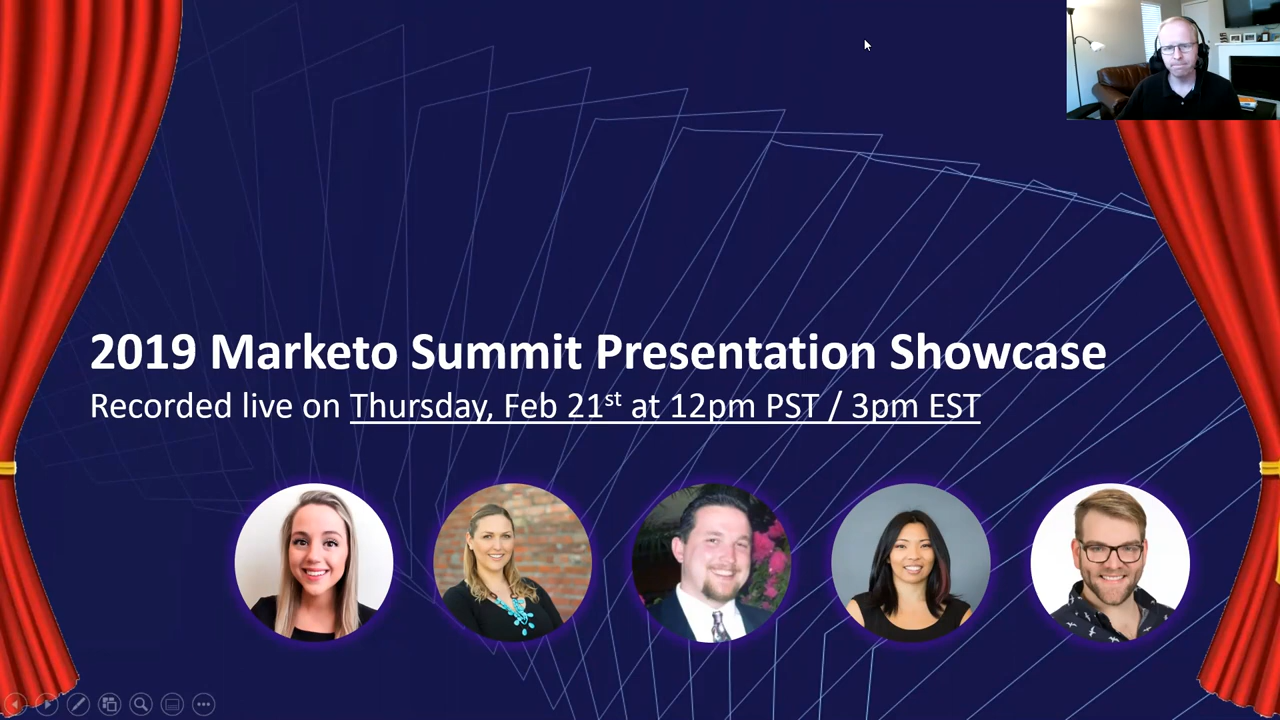 2019 Marketo Summit Presentation Showcase
Recorded live on Thursday, Feb 21st at 12pm PST / 3pm EST